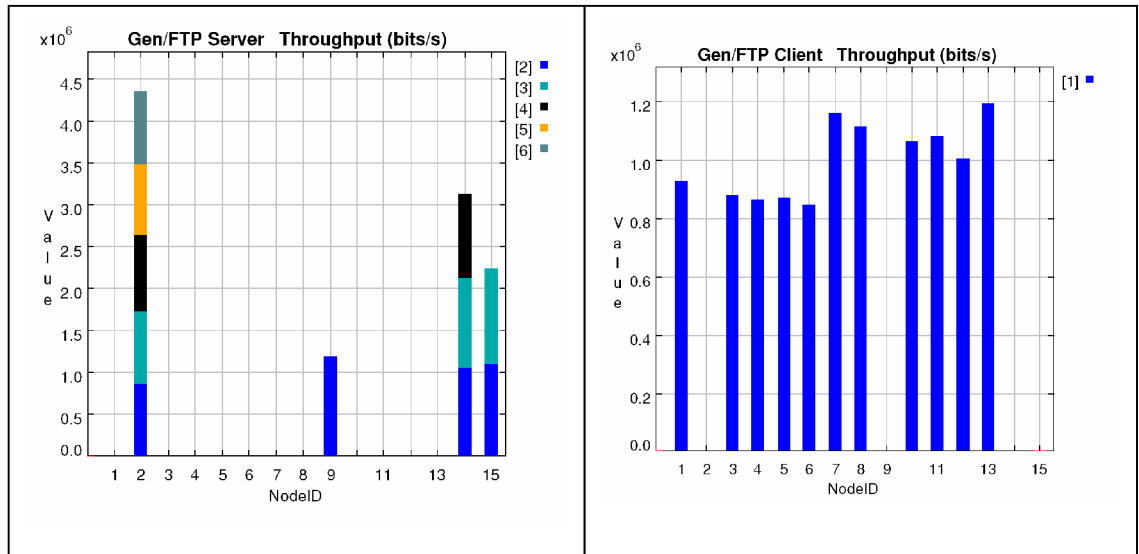 x10⁶
Gen/FTP Server Throughput (bits/s)
4.5
4.0
3.5
3.0
2.5
2.0
1.5
1.0
0.5
0.0
Value
1 2 3 4 5 6 7 8 9 11 13 15
NodeID
[2]
[3]
[4]
[5]
[6]
x10⁶
Gen/FTP Client Throughput (bits/s)
1.2
1.0
0.8
0.6
0.4
0.2
0.0
Value
1 2 3 4 5 6 7 8 9 11 13 15
NodeID
[1]